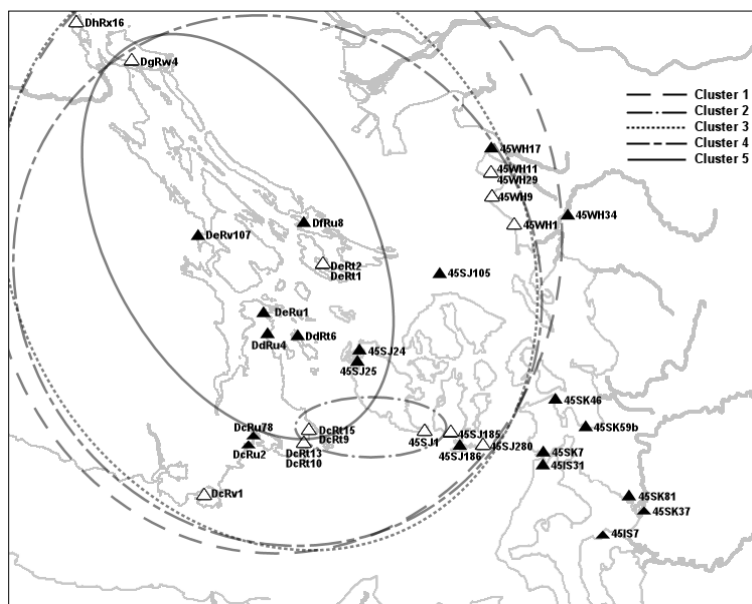 DhRx16
DgRw4
Cluster 1
Cluster 2
Cluster 3
Cluster 4
Cluster 5
45WH17
45WH11
45WH29
45WH9
45WH34
45WH1
DfRu8
DeRv107
DeRt2
DeRt1
45SJ105
DeRu1
DdRu4
DdRt6
45SJ24
45SJ25
45SK46
45SK59b
DcRu78
DcRu2
DcRt15
DcRt9
DcRt13
DcRt10
45SJ1
45SJ185
45SJ186
45SJ280
45SK7
45IS31
DcRv1
45SK81
45SK37
45IS7